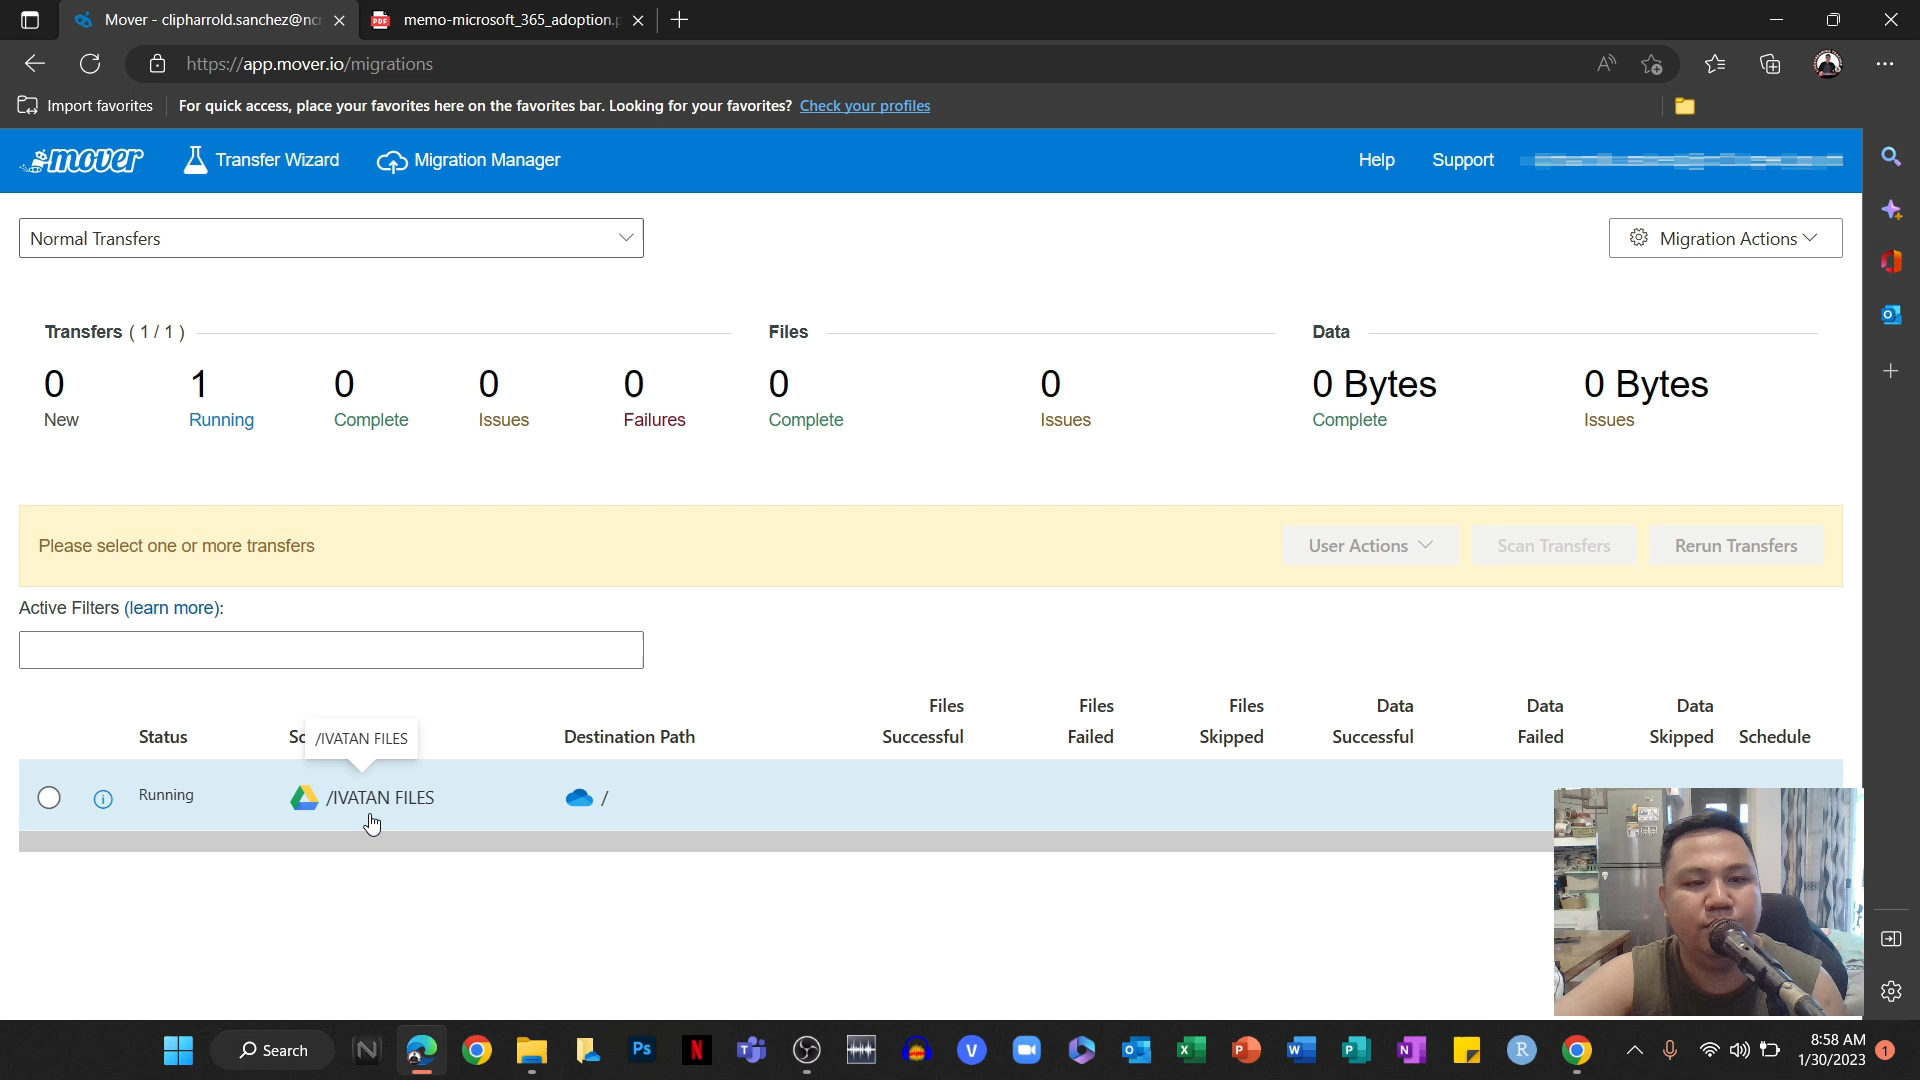 Mover - clipharrold.sanchez@nc
memo-microsoft_365_adoption.p
https://app.mover.io/migrations
Import favorites
For quick access, place your favorites here on the favorites bar. Looking for your favorites? Check your profiles
mover
Transfer Wizard
Migration Manager
Help
Support
Normal Transfers
Migration Actions
Transfers ( 1 / 1 )
Files
Data
0 1 0 0 0 0 0 0 Bytes 0 Bytes
New Running Complete Issues Failures Complete Issues Complete Issues
Please select one or more transfers
User Actions
Scan Transfers
Rerun Transfers
Active Filters (learn more):
Files Files Files Data Data Data
Status Sc Destination Path Successful Failed Skipped Successful Failed Skipped Schedule
/IVATAN FILES
Running /IVATAN FILES /
Search
8:58 AM
1/30/2023
1